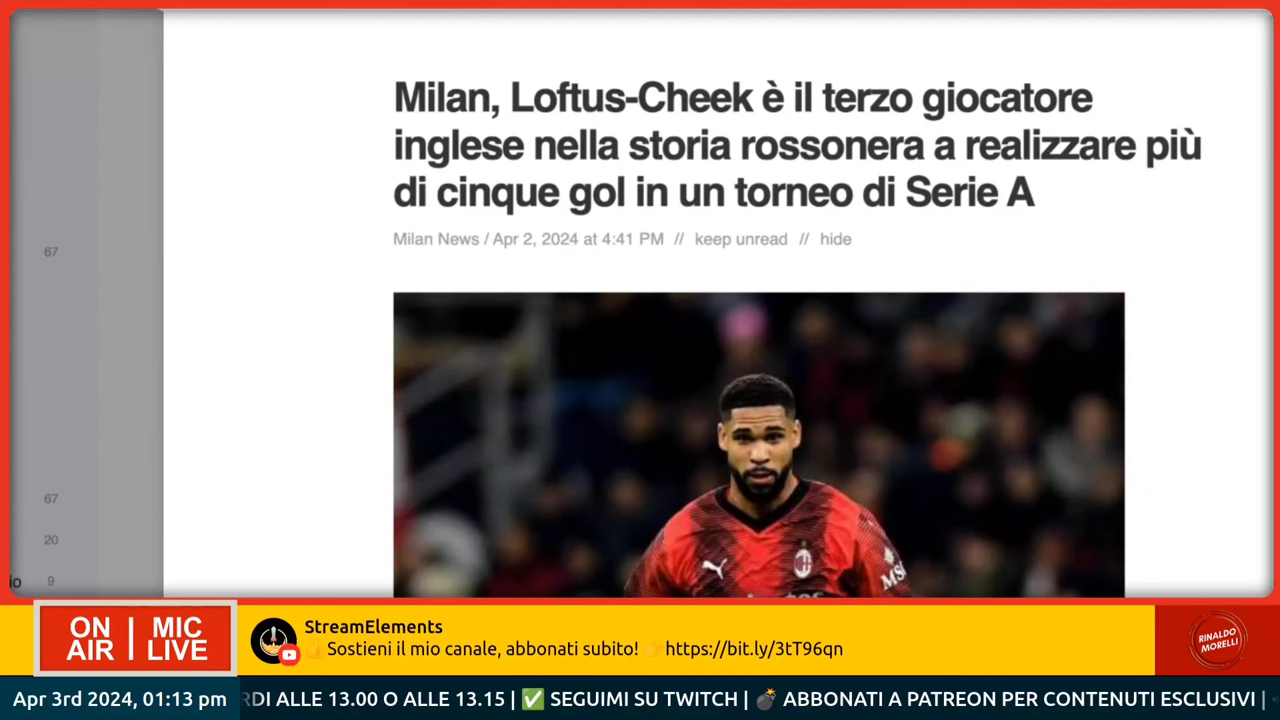 Milan, Loftus-Cheek è il terzo giocatore
inglese nella storia rossonera a realizzare più
di cinque gol in un torneo di Serie A
Milan News / Apr 2, 2024 at 4:41 PM // keep unread // hide
67
67
20
io 9
MSC
ON AIR | MIC LIVE
StreamElements
👍Sostieni il mio canale, abbonati subito! 👉https://bit.ly/3tT96qn
RINALDO
MORELLI
Apr 3rd 2024, 01:13 pm
RDI ALLE 13.00 O ALLE 13.15 | ✅ SEGUIMI SU TWITCH | 💣 ABBONATI A PATREON PER CONTENUTI ESCLUSIVI |